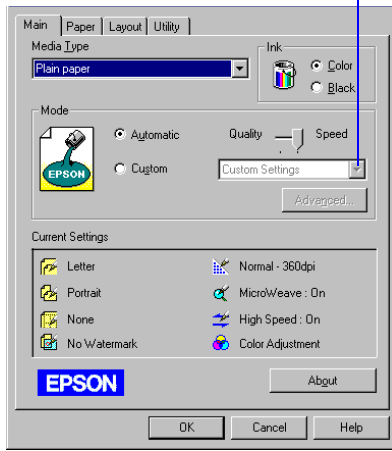 Main Paper Layout Utility
Media Type
Plain paper
Ink
Color
Black
Mode
EPSON
Automatic
Custom
Quality Speed
Custom Settings
Advanced...
Current Settings
Letter
Normal - 360dpi
Portrait
MicroWeave : On
None
High Speed : On
No Watermark
Color Adjustment
EPSON
About
OK Cancel Help